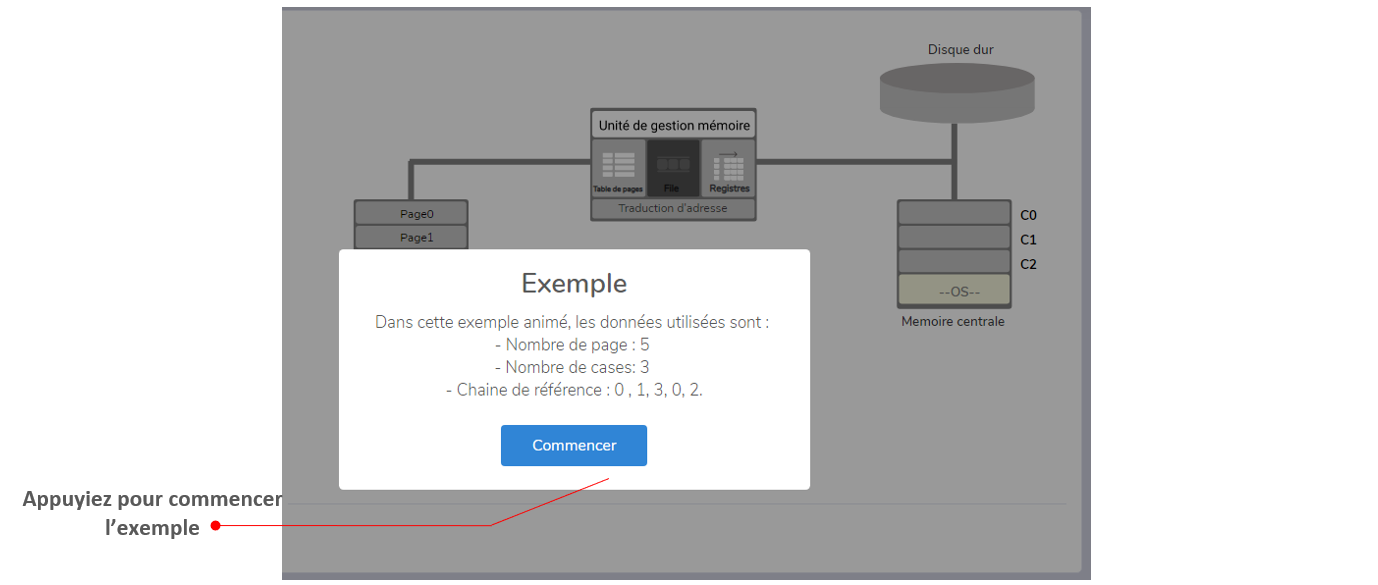 Disque dur
Unité de gestion mémoire
Table de pages
File
Registres
Traduction d'adresse
Page0
Page1
C0
C1
C2
--OS--
Memoire centrale
Exemple
Dans cette exemple animé, les données utilisées sont :
- Nombre de page : 5
- Nombre de cases: 3
- Chaine de référence : 0 , 1, 3, 0, 2.
Commencer
Appuyiez pour commencer
l’exemple